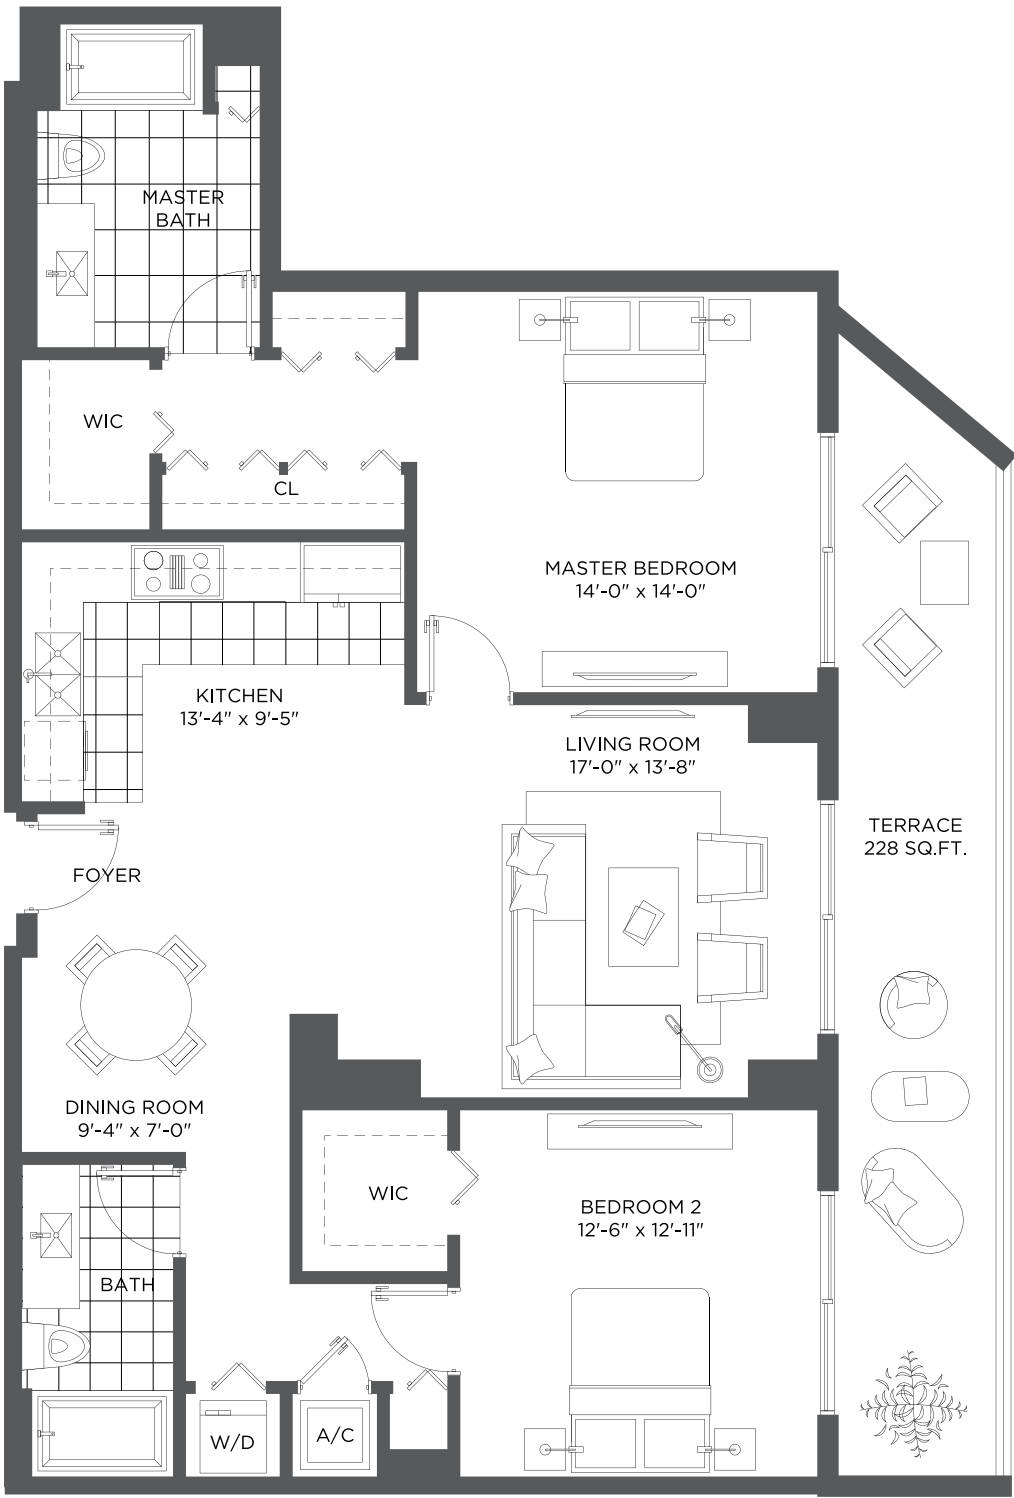 MASTER
BATH
WIC
CL
MASTER BEDROOM
14'-0" x 14'-0"
KITCHEN
13'-4" x 9'-5"
LIVING ROOM
17'-0" x 13'-8"
TERRACE
228 SQ.FT.
FOYER
DINING ROOM
9'-4" x 7'-0"
WIC
BEDROOM 2
12'-6" x 12'-11"
BATH
W/D
A/C